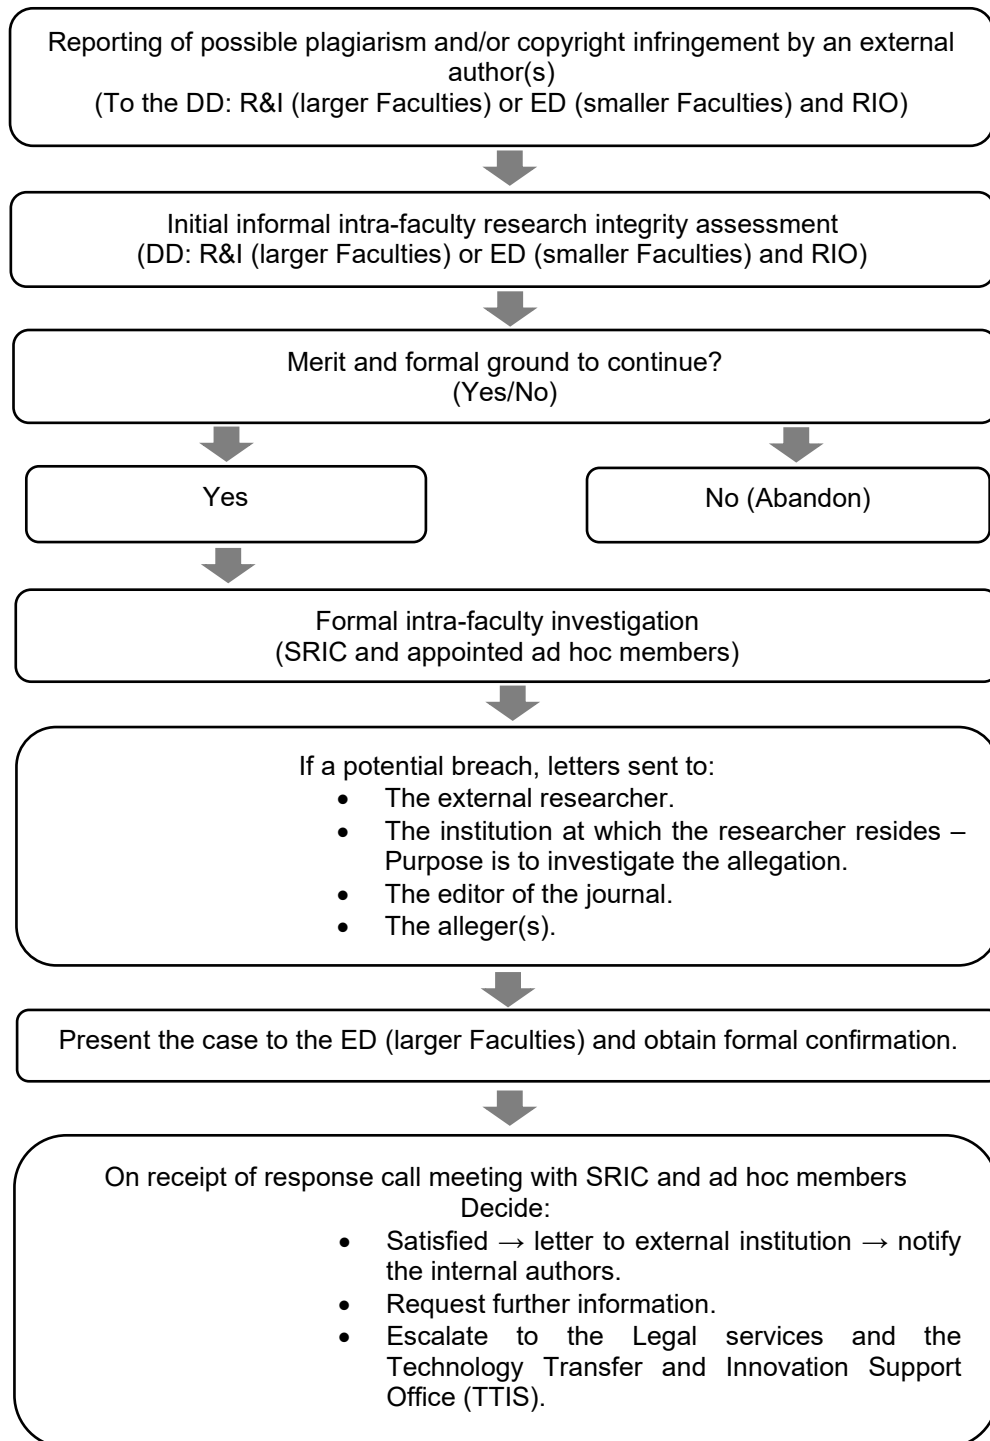 Reporting of possible plagiarism and/or copyright infringement by an external
author(s)
(To the DD: R&I (larger Faculties) or ED (smaller Faculties) and RIO)
Initial informal intra-faculty research integrity assessment
(DD: R&I (larger Faculties) or ED (smaller Faculties) and RIO)
Merit and formal ground to continue?
(Yes/No)
Yes
No (Abandon)
Formal intra-faculty investigation
(SRIC and appointed ad hoc members)
If a potential breach, letters sent to:
• The external researcher.
• The institution at which the researcher resides –
Purpose is to investigate the allegation.
• The editor of the journal.
• The alleger(s).
Present the case to the ED (larger Faculties) and obtain formal confirmation.
On receipt of response call meeting with SRIC and ad hoc members
Decide:
• Satisfied → letter to external institution → notify
the internal authors.
• Request further information.
• Escalate to the Legal services and the
Technology Transfer and Innovation Support
Office (TTIS).